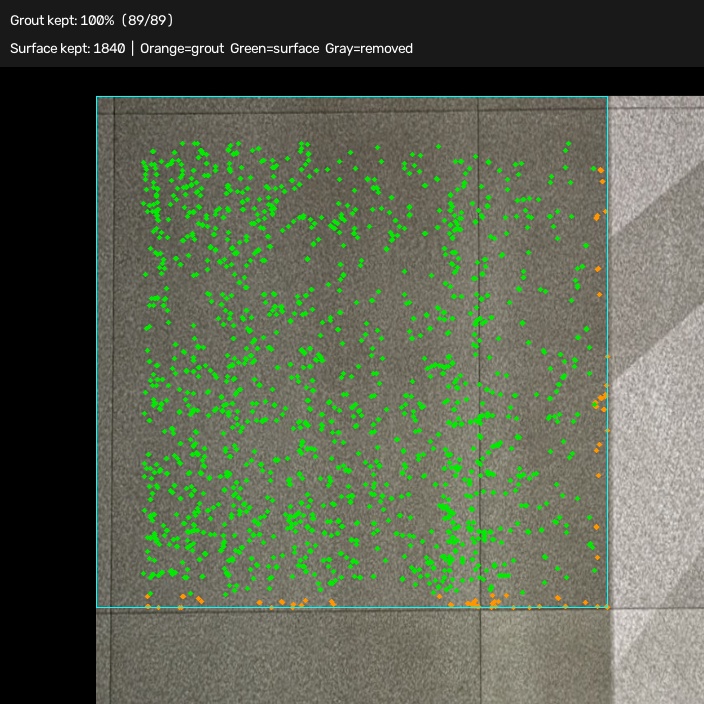 Grout kept: 100% (89/89)
Surface kept: 1840 | Orange=grout Green=surface Gray=removed